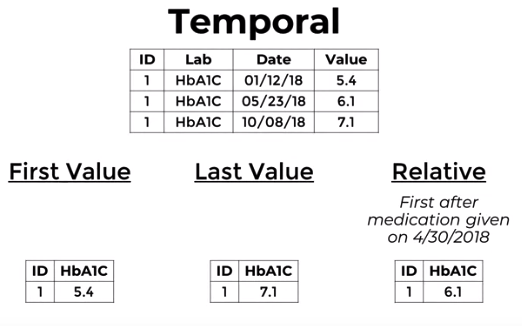 Temporal
ID Lab Date Value
1 HbA1C 01/12/18 5.4
1 HbA1C 05/23/18 6.1
1 HbA1C 10/08/18 7.1
First Value Last Value Relative
First after
medication given
on 4/30/2018
ID HbA1C ID HbA1C ID HbA1C
1 5.4 1 7.1 1 6.1